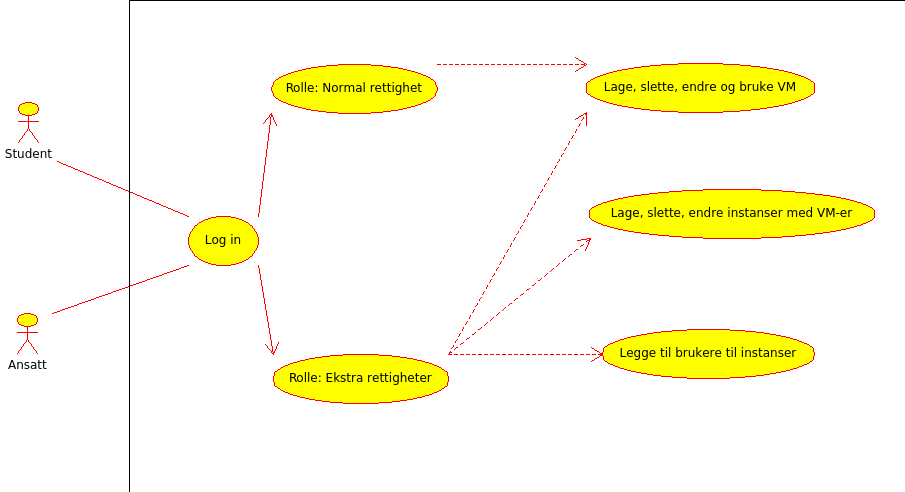 Student
Ansatt
Log in
Rolle: Normal rettighet
Rolle: Ekstra rettigheter
Lage, slette, endre og bruke VM
Lage, slette, endre instanser med VM-er
Legge til brukere til instanser